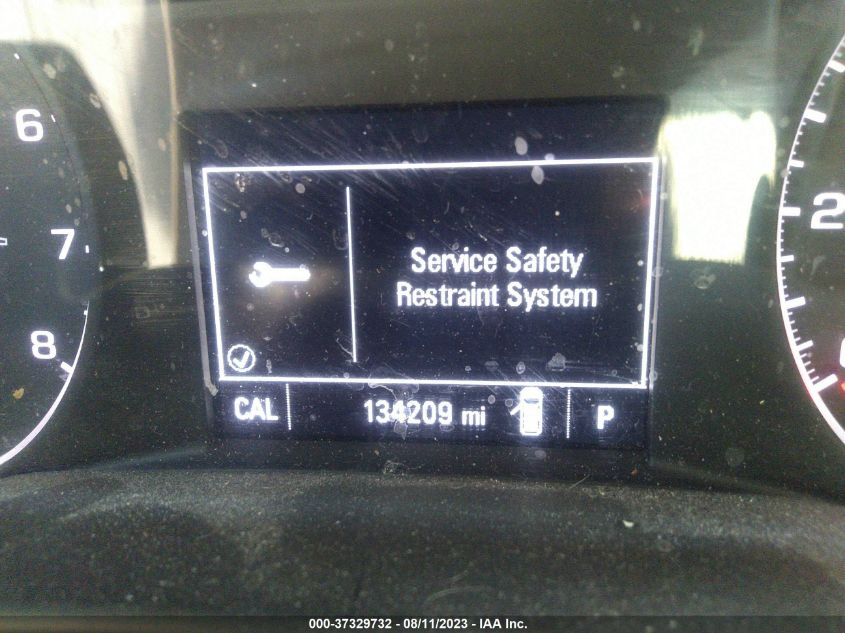 6
7
8
Service Safety
Restraint System
CAL 134209 mi P
2
000-37329732 - 08/11/2023 - IAA Inc.